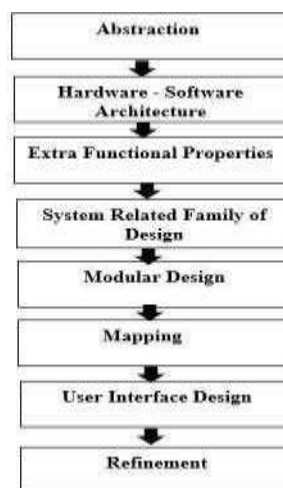 Abstraction
Hardware - Software
Architecture
Extra Functional Properties
System Related Family of
Design
Modular Design
Mapping
User Interface Design
Refinement